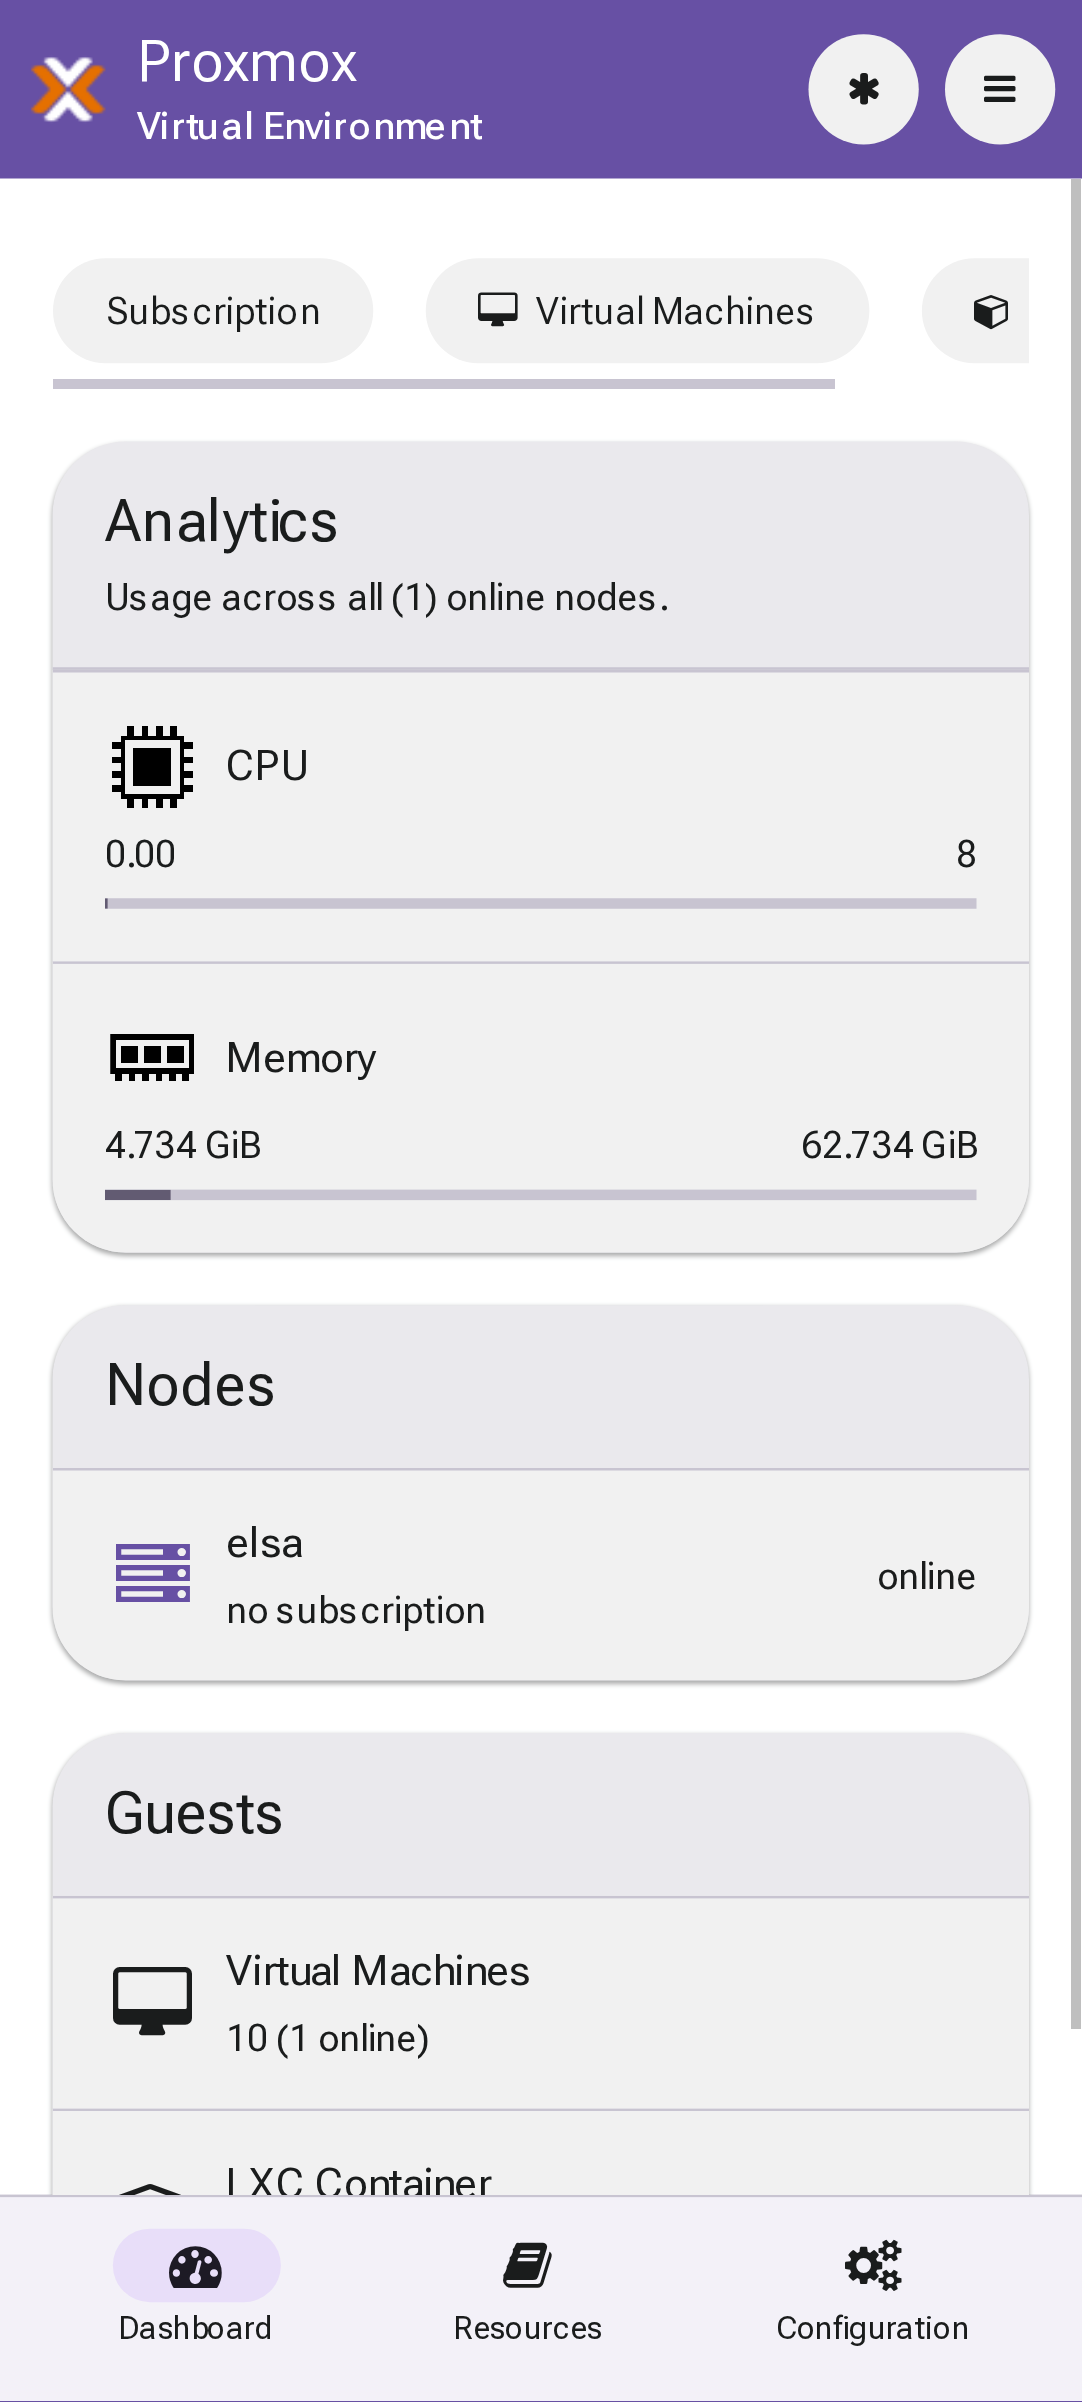 Proxmox
Virtual Environment
Subscription
Virtual Machines
Analytics
Usage across all (1) online nodes.
CPU
0.00 8
Memory
4.734 GiB 62.734 GiB
Nodes
elsa
no subscription
online
Guests
Virtual Machines
10 (1 online)
LXC Container
Dashboard Resources Configuration